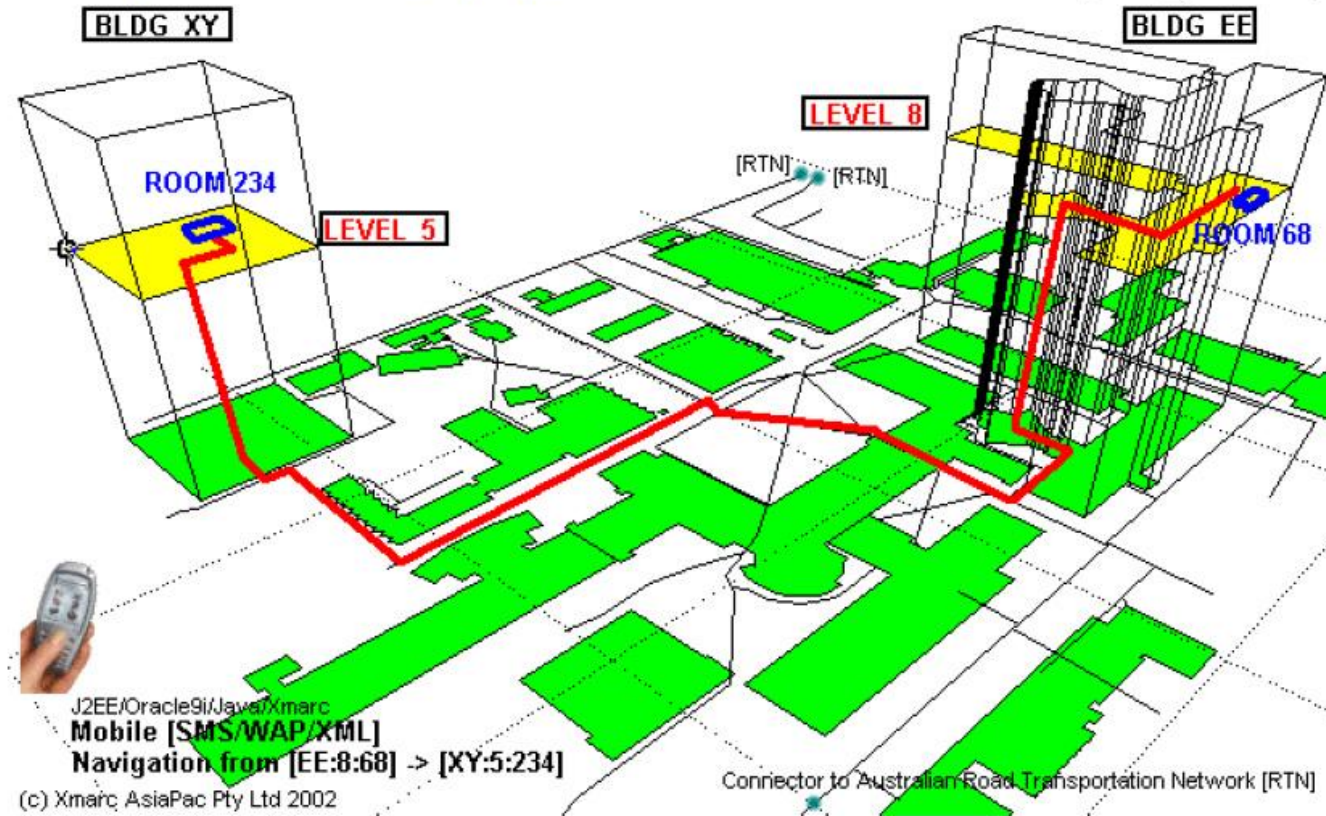 BLDG XY
BLDG EE
LEVEL 8
[RTN]
[RTN]
ROOM 234
LEVEL 5
ROOM 68
J2EE/Oracle9i/Java/Xmarc
Mobile [SMS/WAP/XML]
Navigation from [EE:8:68] -> [XY:5:234]
(c) Xmarc AsiaPac Pty Ltd 2002
Connector to Australian Road Transportation Network [RTN]